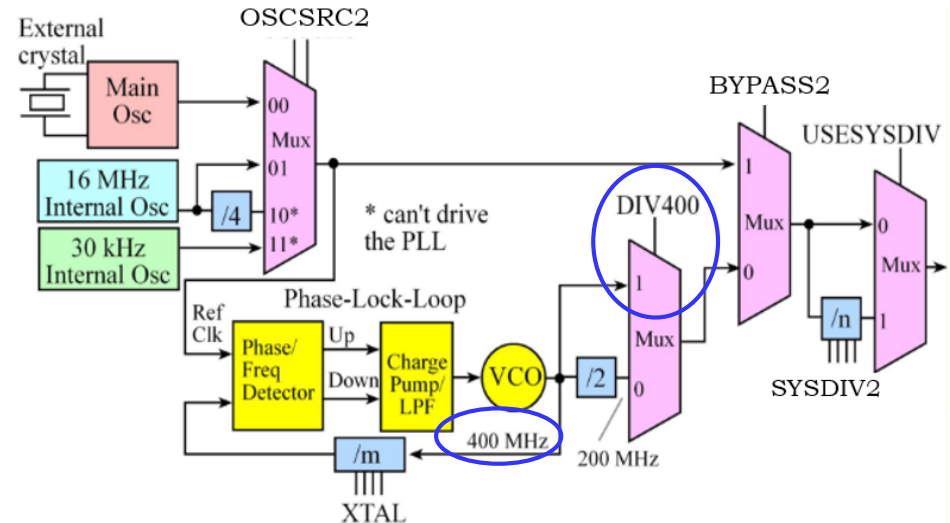 OSCSRC2
External
crystal
Main
Osc
00
Mux
01
10*
11*
16 MHz
Internal Osc
/4
30 kHz
Internal Osc
* can't drive
the PLL
BYPASS2
1
Mux
0
USESYSDIV
0
Mux
1
/n
SYSDIV2
DIV400
1
Mux
0
Phase-Lock-Loop
Ref
Clk
Phase/
Freq
Detector
Up
Down
Charge
Pump/
LPF
VCO
/2
400 MHz
200 MHz
/m
XTAL